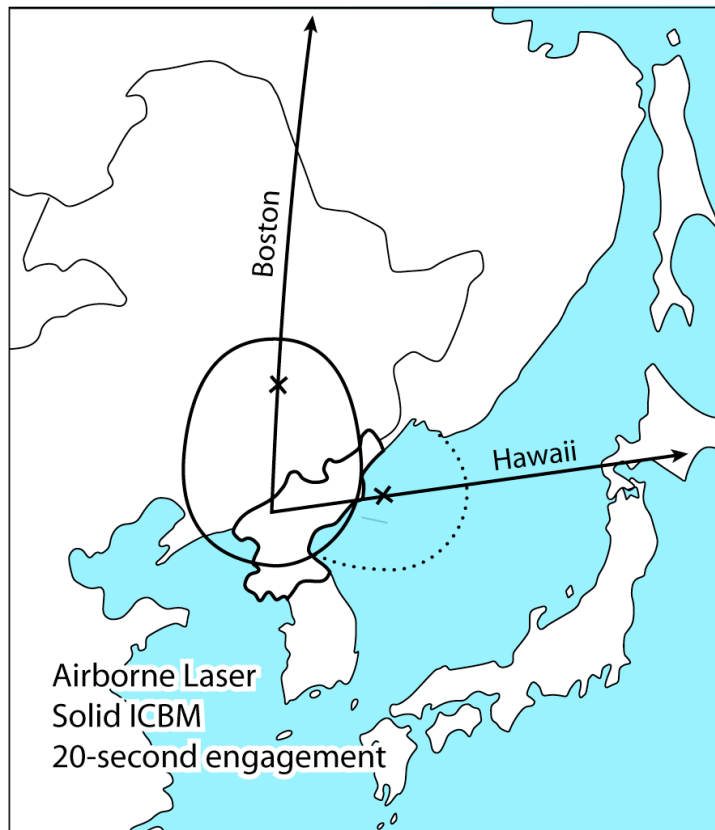 Boston
Hawaii
Airborne Laser
Solid ICBM
20-second engagement